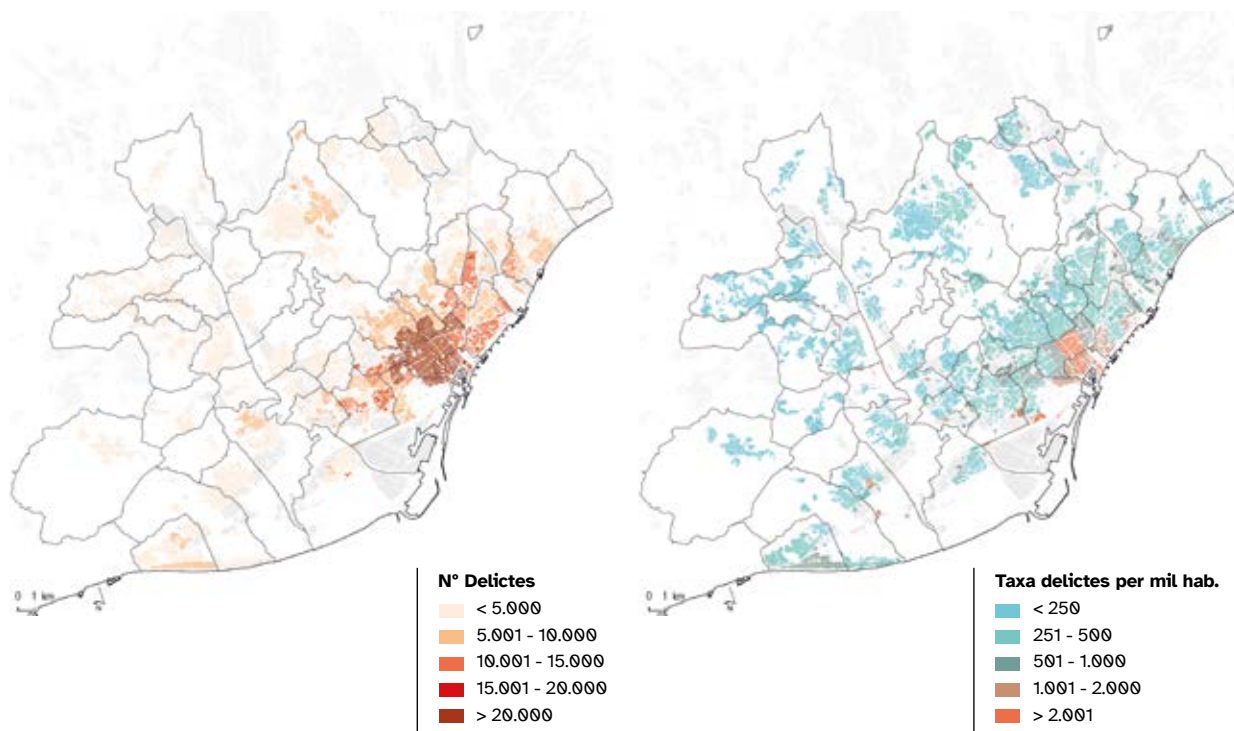 0 1 km
N
N° Delictes
< 5.000
5.001 - 10.000
10.001 - 15.000
15.001 - 20.000
> 20.000
0 1 km
N
Taxa delictes per mil hab.
< 250
251 - 500
501 - 1.000
1.001 - 2.000
> 2.001